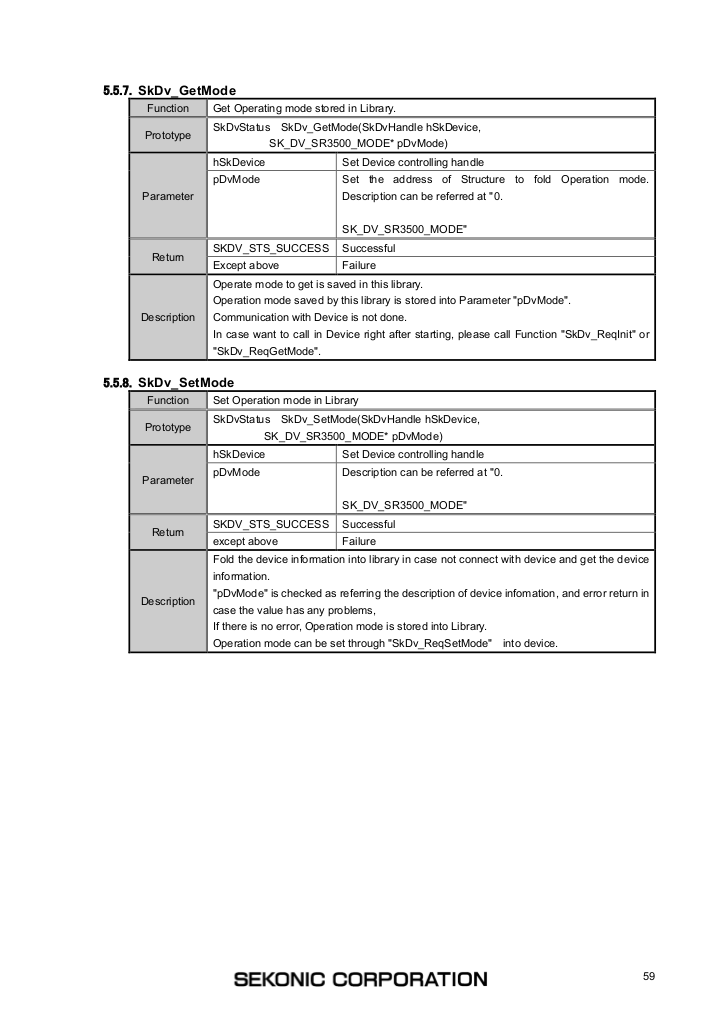 5.5.7. SkDv_GetMode
Function Get Operating mode stored in Library.
Prototype SkDvStatus SkDv_GetMode(SkDvHandle hSkDevice,
SK_DV_SR3500_MODE* pDvMode)
Parameter hSkDevice Set Device controlling handle
pDvMode Set the address of Structure to fold Operation mode.
Description can be referred at "0.
SK_DV_SR3500_MODE"
Return SKDV_STS_SUCCESS Successful
Except above Failure
Description Operate mode to get is saved in this library.
Operation mode saved by this library is stored into Parameter "pDvMode".
Communication with Device is not done.
In case want to call in Device right after starting, please call Function "SkDv_ReqInit" or
"SkDv_ReqGetMode".
5.5.8. SkDv_SetMode
Function Set Operation mode in Library
Prototype SkDvStatus SkDv_SetMode(SkDvHandle hSkDevice,
SK_DV_SR3500_MODE* pDvMode)
Parameter hSkDevice Set Device controlling handle
pDvMode Description can be referred at "0.
SK_DV_SR3500_MODE"
Return SKDV_STS_SUCCESS Successful
except above Failure
Description Fold the device information into library in case not connect with device and get the device
information.
"pDvMode" is checked as referring the description of device infomation, and error return in
case the value has any problems,
If there is no error, Operation mode is stored into Library.
Operation mode can be set through "SkDv_ReqSetMode" into device.
SEKONIC CORPORATION
59